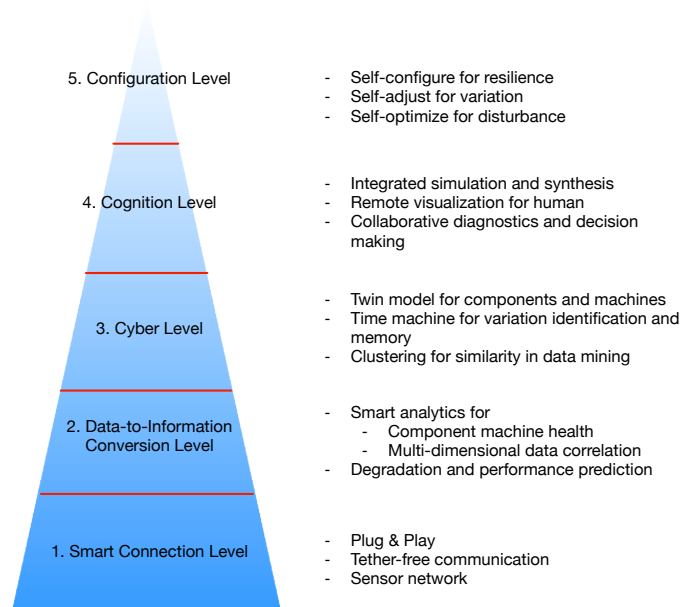 5. Configuration Level
- Self-configure for resilience
- Self-adjust for variation
- Self-optimize for disturbance
4. Cognition Level
- Integrated simulation and synthesis
- Remote visualization for human
- Collaborative diagnostics and decision
making
3. Cyber Level
- Twin model for components and machines
- Time machine for variation identification and
memory
- Clustering for similarity in data mining
2. Data-to-Information
Conversion Level
- Smart analytics for
- Component machine health
- Multi-dimensional data correlation
- Degradation and performance prediction
1. Smart Connection Level
- Plug & Play
- Tether-free communication
- Sensor network